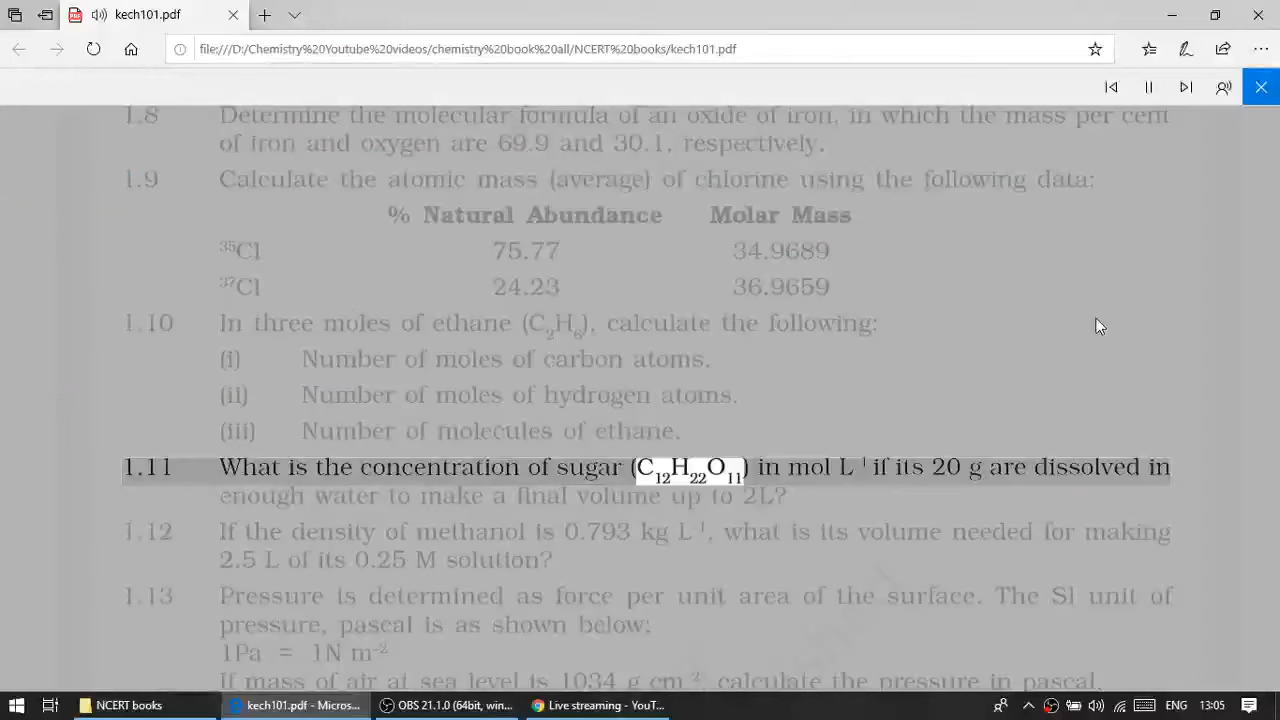 kech101.pdf
file:///D:/Chemistry%20Youtube%20videos/chemistry%20book%20all/NCERT%20books/kech101.pdf
1.8 Determine the molecular formula of an oxide of iron, in which the mass per cent
of iron and oxygen are 69.9 and 30.1, respectively.
1.9 Calculate the atomic mass (average) of chlorine using the following data:
% Natural Abundance Molar Mass
³⁵Cl 75.77 34.9689
³⁷Cl 24.23 36.9659
1.10 In three moles of ethane (C₂H₆), calculate the following:
(i) Number of moles of carbon atoms.
(ii) Number of moles of hydrogen atoms.
(iii) Number of molecules of ethane.
1.11 What is the concentration of sugar (C₁₂H₂₂O₁₁) in mol L⁻¹ if its 20 g are dissolved in
enough water to make a final volume up to 2L?
1.12 If the density of methanol is 0.793 kg L⁻¹, what is its volume needed for making
2.5 L of its 0.25 M solution?
1.13 Pressure is determined as force per unit area of the surface. The SI unit of
pressure, pascal is as shown below:
1Pa = 1N m⁻²
If mass of air at sea level is 1034 g cm⁻², calculate the pressure in pascal.
NCERT books kech101.pdf - Micros... OBS 21.1.0 (64bit, win... Live streaming - YouT... ENG 13:05